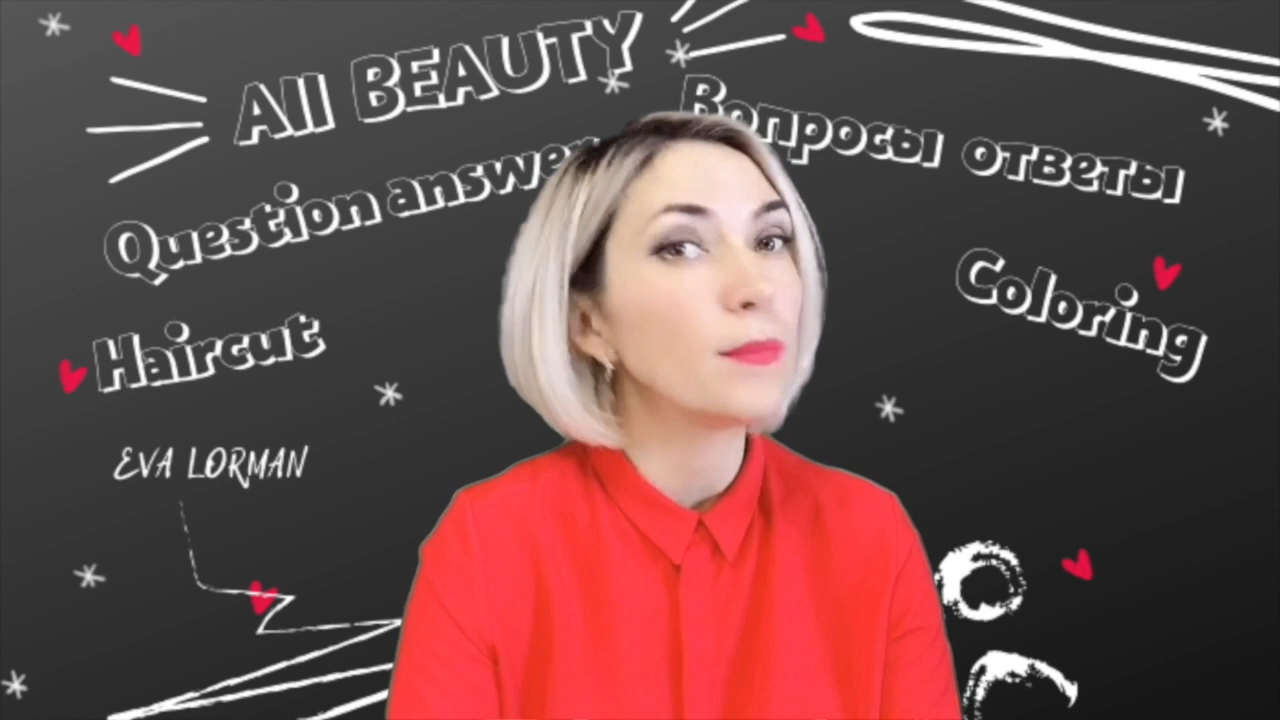 All BEAUTY
Вопросы ответы
Question answer
Coloring
Haircut
EVA LORMAN